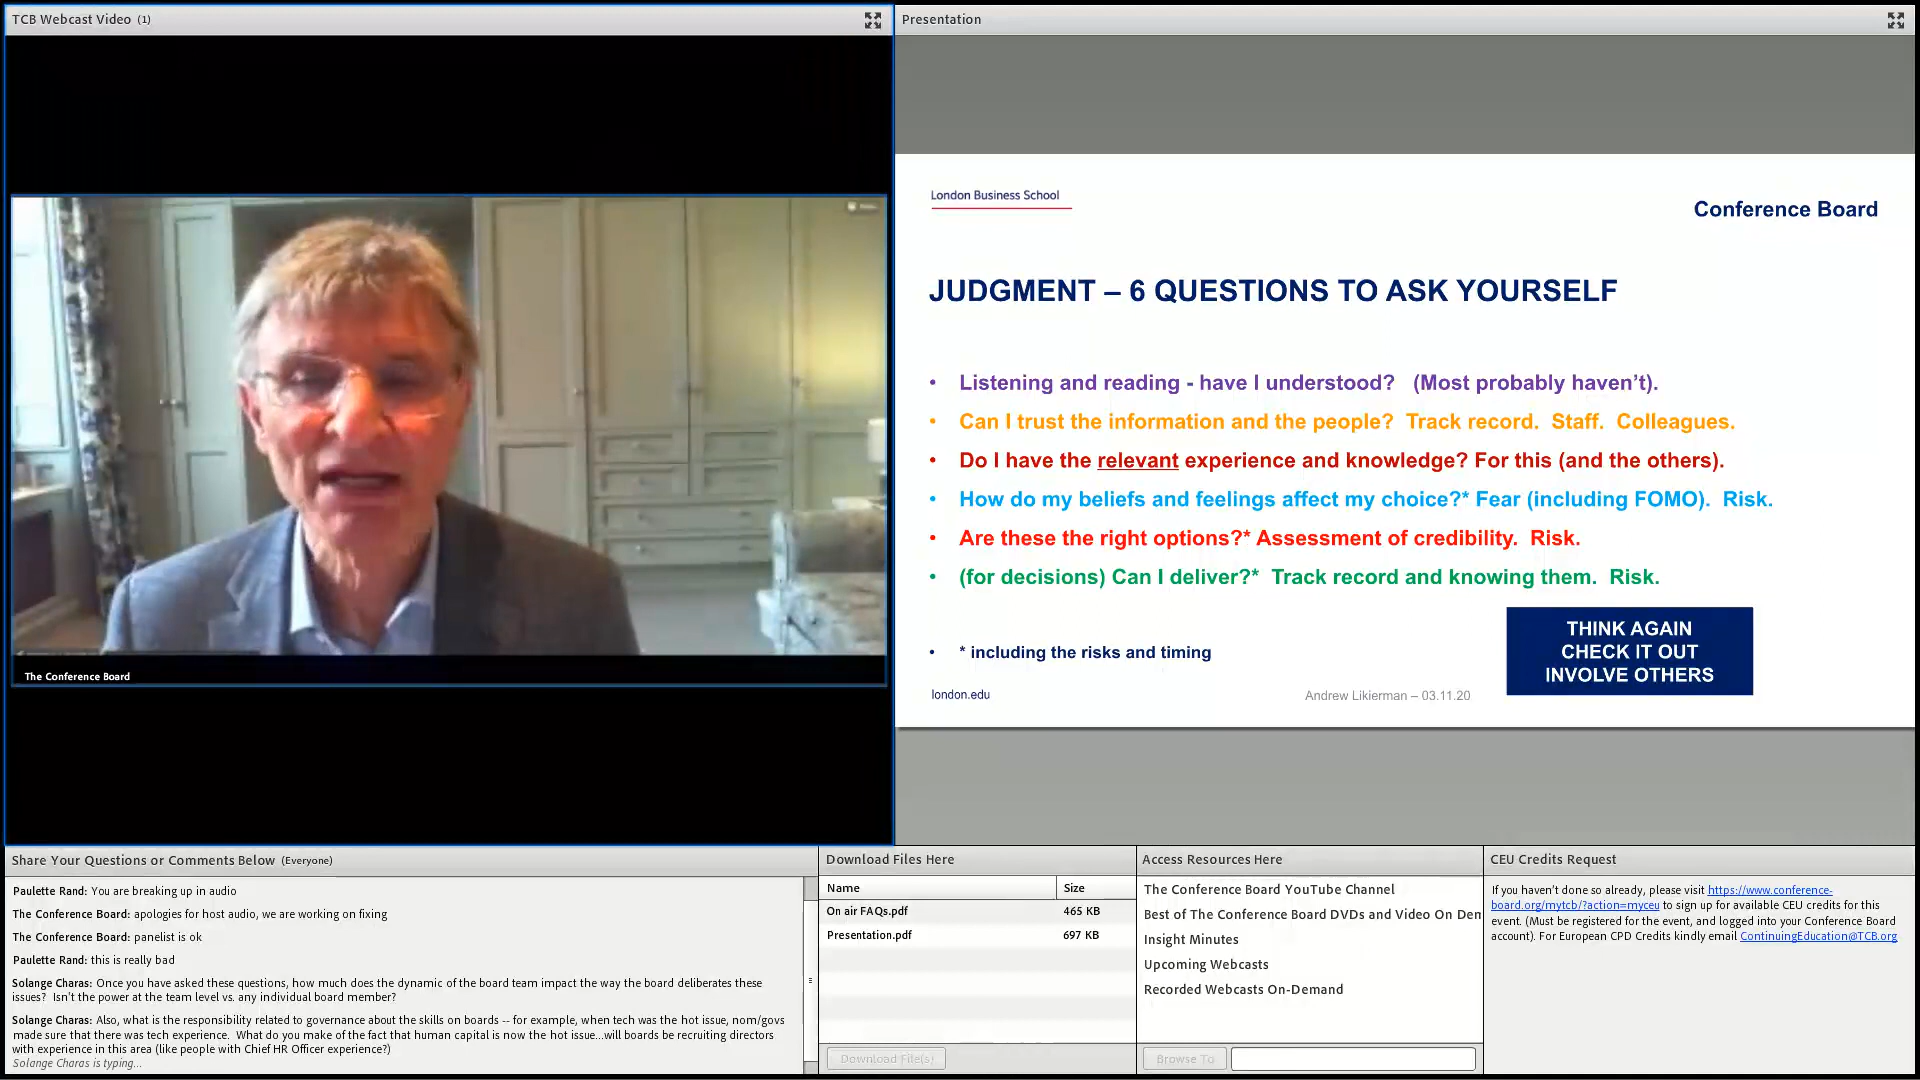 TCB Webcast Video (1)
The Conference Board
Presentation
London Business School
Conference Board
JUDGMENT – 6 QUESTIONS TO ASK YOURSELF
• Listening and reading - have I understood? (Most probably haven't).
• Can I trust the information and the people? Track record. Staff. Colleagues.
• Do I have the relevant experience and knowledge? For this (and the others).
• How do my beliefs and feelings affect my choice?* Fear (including FOMO). Risk.
• Are these the right options?* Assessment of credibility. Risk.
• (for decisions) Can I deliver?* Track record and knowing them. Risk.
• * including the risks and timing
THINK AGAIN
CHECK IT OUT
INVOLVE OTHERS
london.edu
Andrew Likierman – 03.11.20
Share Your Questions or Comments Below (Everyone)
Paulette Rand: You are breaking up in audio
The Conference Board: apologies for host audio, we are working on fixing
The Conference Board: panelist is ok
Paulette Rand: this is really bad
Solange Charas: Once you have asked these questions, how much does the dynamic of the board team impact the way the board deliberates these
issues? Isn't the power at the team level vs. any individual board member?
Solange Charas: Also, what is the responsibility related to governance about the skills on boards -- for example, when tech was the hot issue, nom/govs
made sure that there was tech experience. What do you make of the fact that human capital is now the hot issue...will boards be recruiting directors
with experience in this area (like people with Chief HR Officer experience?)
Solange Charas is typing...
Download Files Here
Name Size
On air FAQs.pdf 465 KB
Presentation.pdf 697 KB
Download File(s)
Access Resources Here
The Conference Board YouTube Channel
Best of The Conference Board DVDs and Video On Den
Insight Minutes
Upcoming Webcasts
Recorded Webcasts On-Demand
Browse To
CEU Credits Request
If you haven't done so already, please visit https://www.conference-
board.org/mytcb/?action=myceu to sign up for available CEU credits for this
event. (Must be registered for the event, and logged into your Conference Board
account). For European CPD Credits kindly email ContinuingEducation@TCB.org